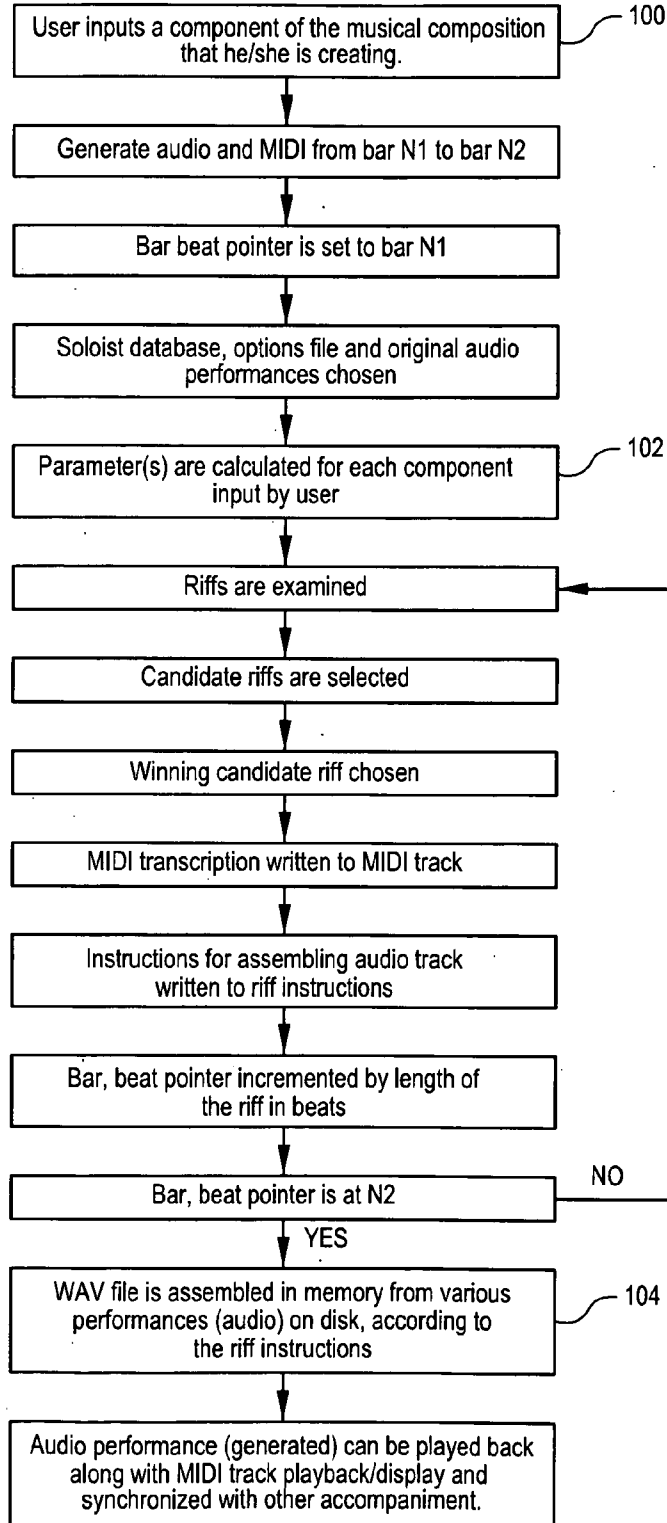 User inputs a component of the musical composition
that he/she is creating.
100
Generate audio and MIDI from bar N1 to bar N2
Bar beat pointer is set to bar N1
Soloist database, options file and original audio
performances chosen
Parameter(s) are calculated for each component
input by user
102
Riffs are examined
Candidate riffs are selected
Winning candidate riff chosen
MIDI transcription written to MIDI track
Instructions for assembling audio track
written to riff instructions
Bar, beat pointer incremented by length of
the riff in beats
Bar, beat pointer is at N2
NO
YES
WAV file is assembled in memory from various
performances (audio) on disk, according to
the riff instructions
104
Audio performance (generated) can be played back
along with MIDI track playback/display and
synchronized with other accompaniment.